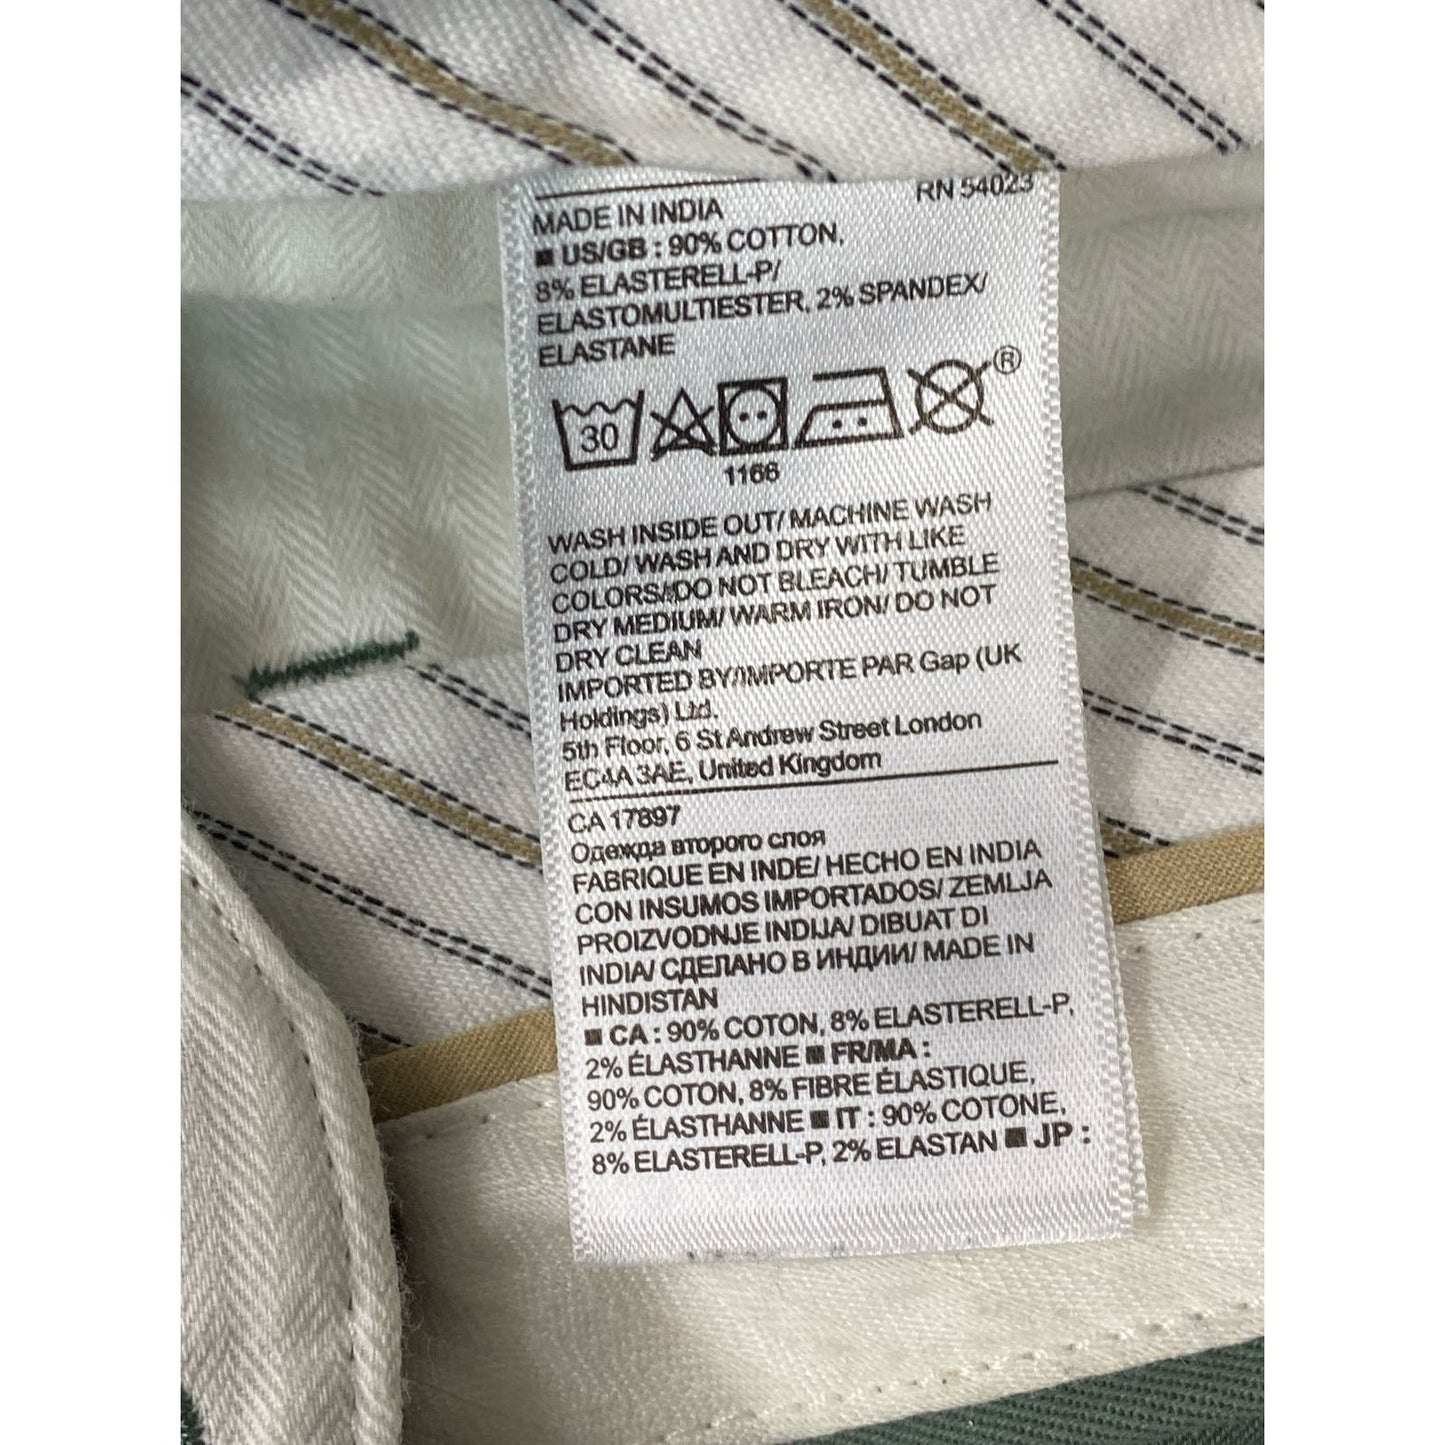 RN 54023
MADE IN INDIA
■ US/GB : 90% COTTON,
8% ELASTERELL-P/
ELASTOMULTIESTER, 2% SPANDEX/
ELASTANE
30
®
1166
WASH INSIDE OUT/ MACHINE WASH
COLD/ WASH AND DRY WITH LIKE
COLORS/ DO NOT BLEACH/ TUMBLE
DRY MEDIUM/ WARM IRON/ DO NOT
DRY CLEAN
IMPORTED BY/IMPORTE PAR Gap (UK
Holdings) Ltd.
5th Floor, 6 St Andrew Street London
EC4A 3AE, United Kingdom
CA 17897
Одежда второго слоя
FABRIQUE EN INDE/ HECHO EN INDIA
CON INSUMOS IMPORTADOS/ ZEMLJA
PROIZVODNJE INDIJA/ DIBUAT DI
INDIA/ СДЕЛАНО В ИНДИИ/ MADE IN
HINDISTAN
■ CA : 90% COTON, 8% ELASTERELL-P,
2% ÉLASTHANNE ■ FR/MA :
90% COTON, 8% FIBRE ÉLASTIQUE,
2% ÉLASTHANNE ■ IT : 90% COTONE,
8% ELASTERELL-P, 2% ELASTAN ■ JP :